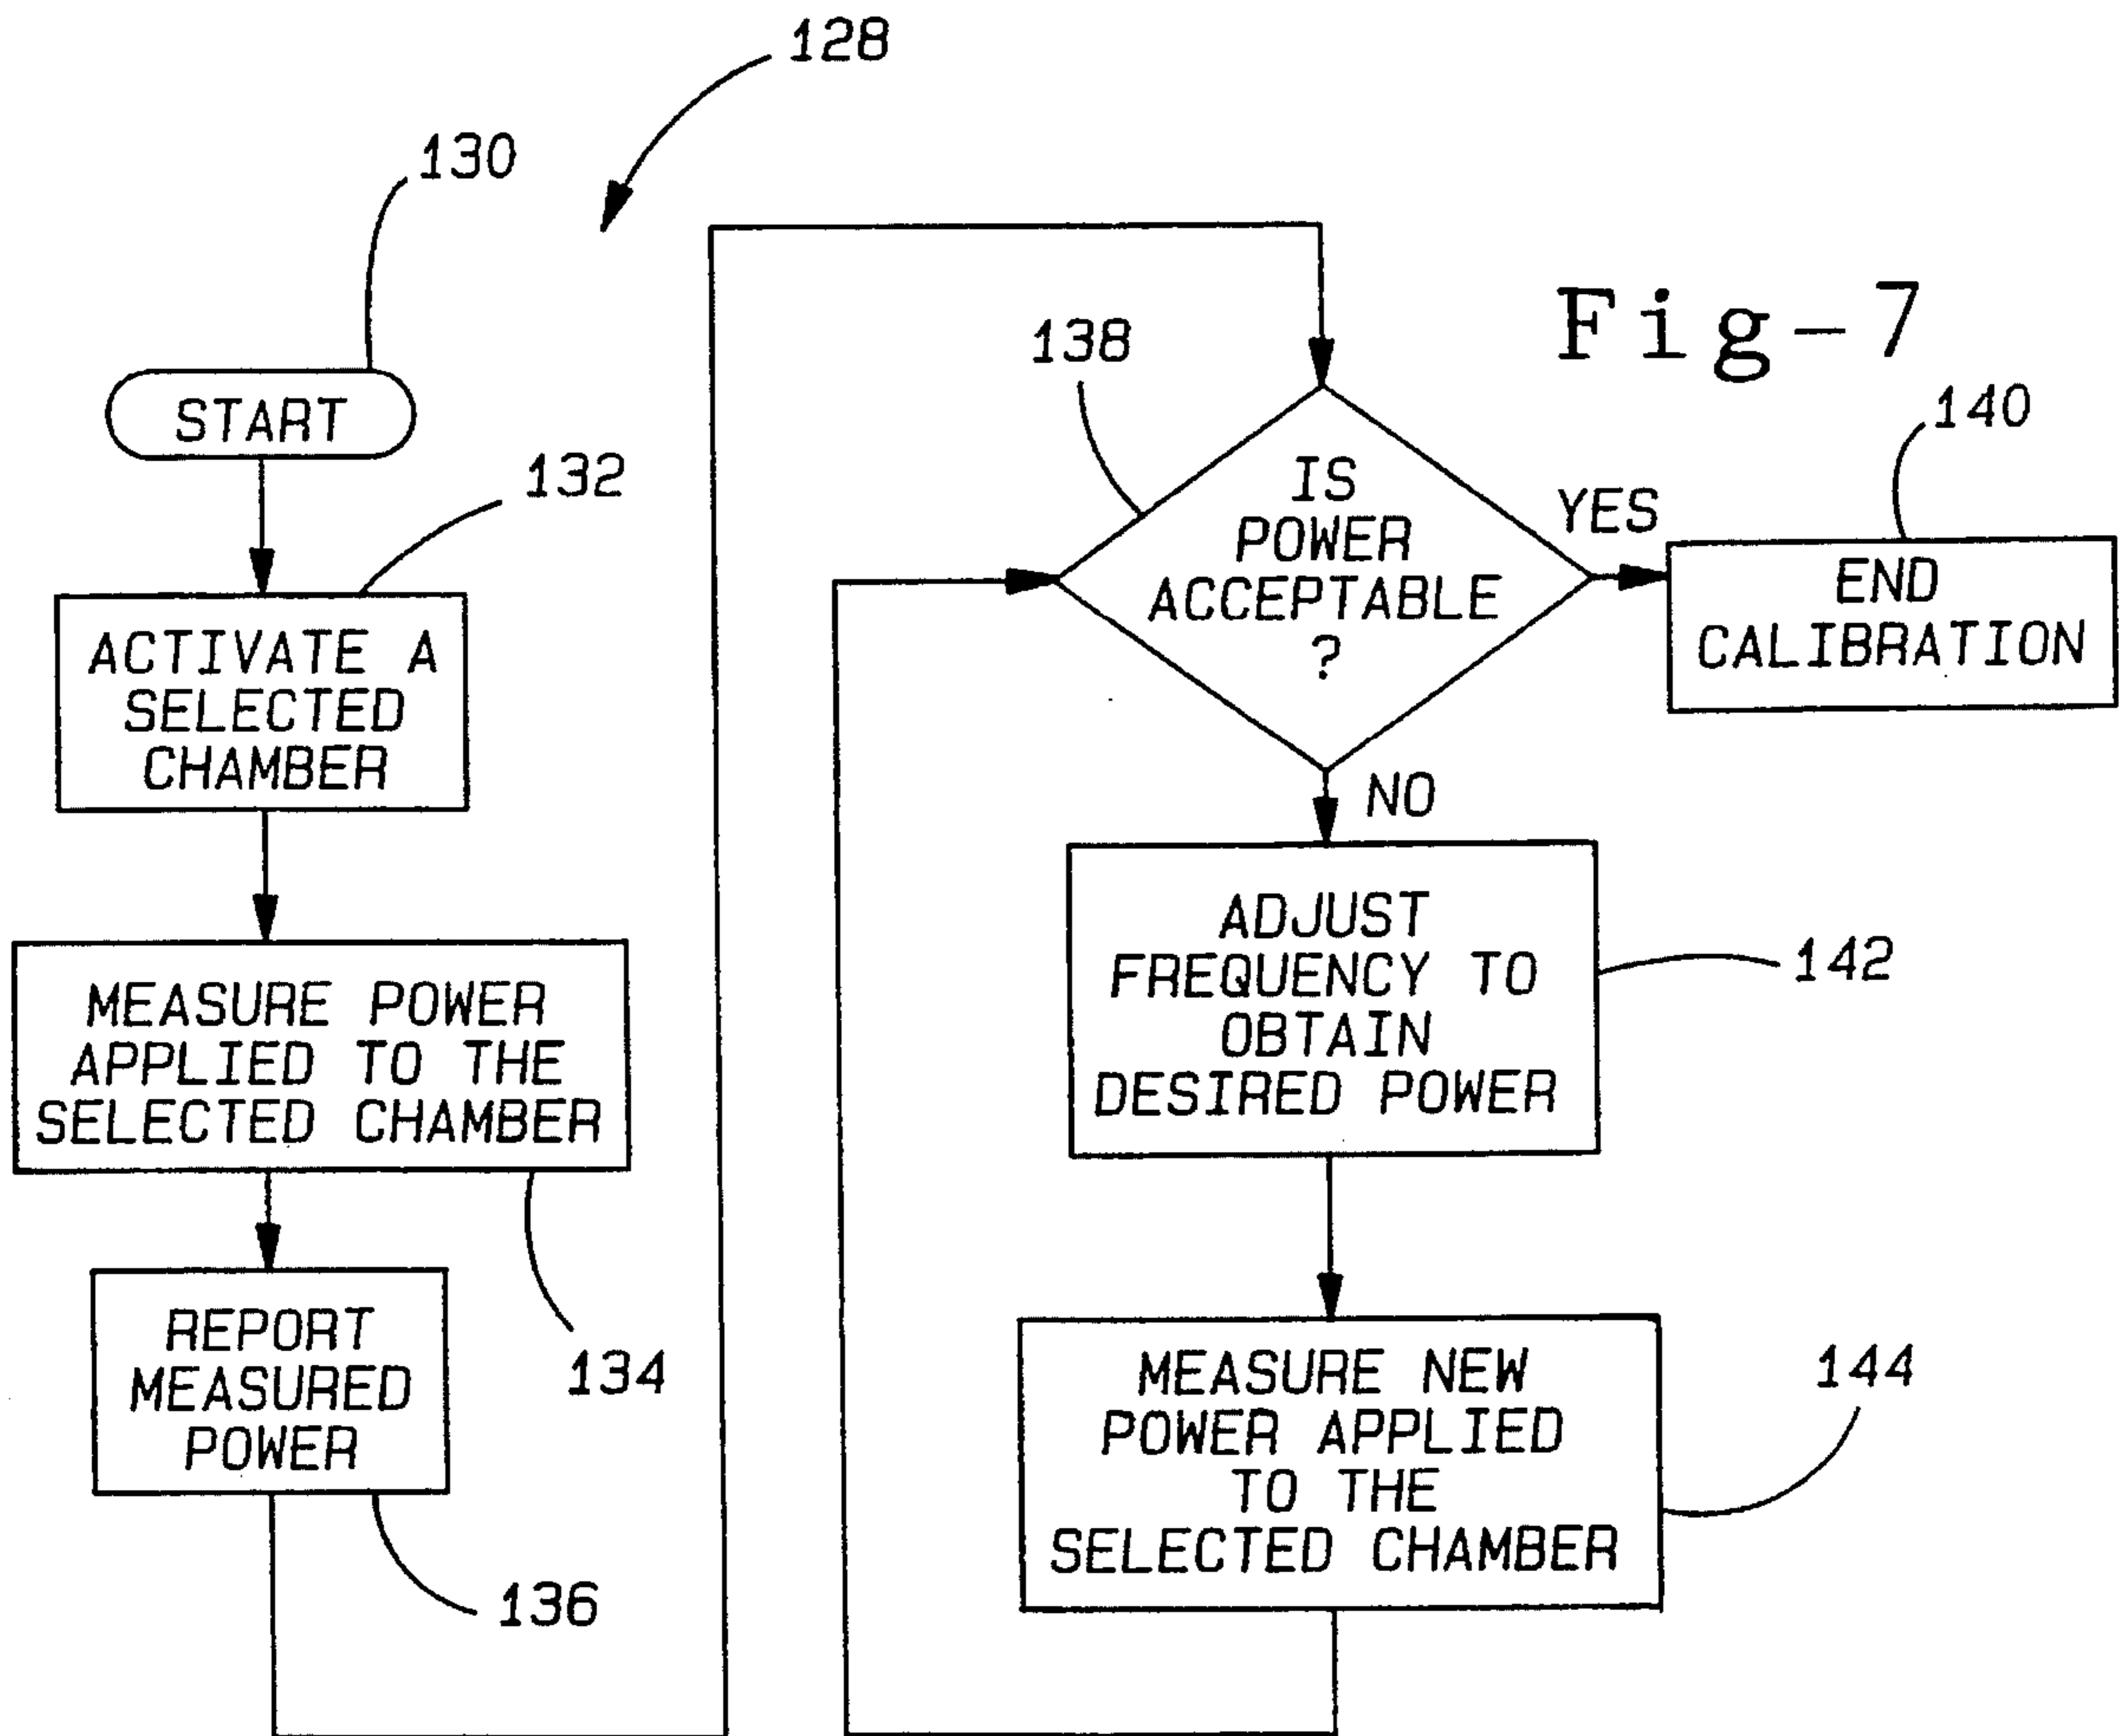 128
130
START
132
ACTIVATE A
SELECTED
CHAMBER
MEASURE POWER
APPLIED TO THE
SELECTED CHAMBER
134
REPORT
MEASURED
POWER
136
Fig-7
138
IS
POWER
ACCEPTABLE
?
YES
140
END
CALIBRATION
NO
ADJUST
FREQUENCY TO
OBTAIN
DESIRED POWER
142
MEASURE NEW
POWER APPLIED
TO THE
SELECTED CHAMBER
144